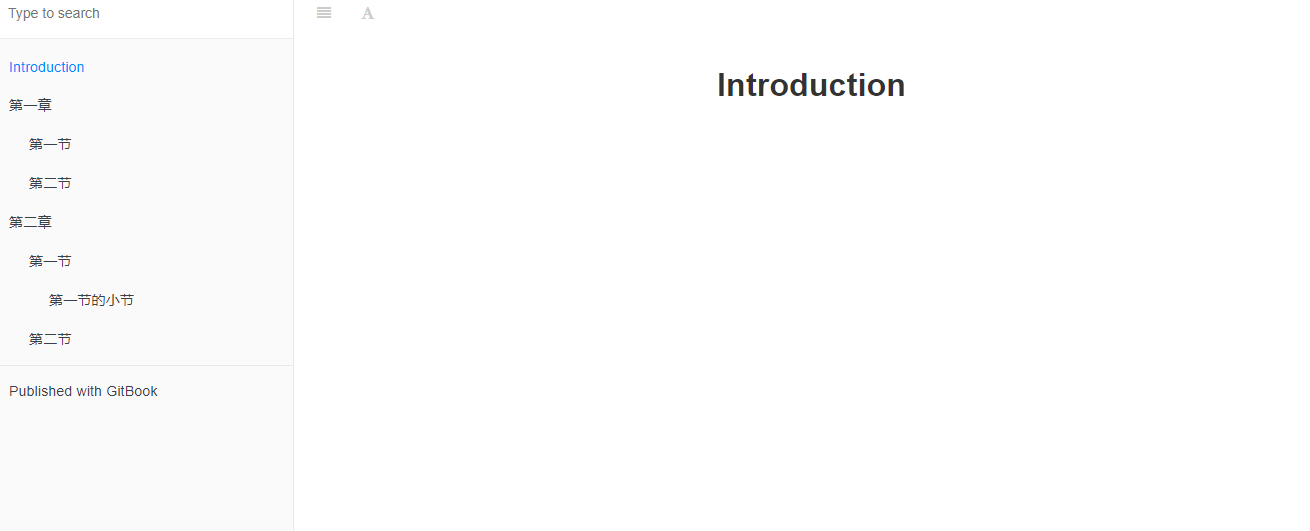 Type to search
A
Introduction
Introduction
第一章
第一节
第二节
第二章
第一节
第一节的小节
第二节
Published with GitBook